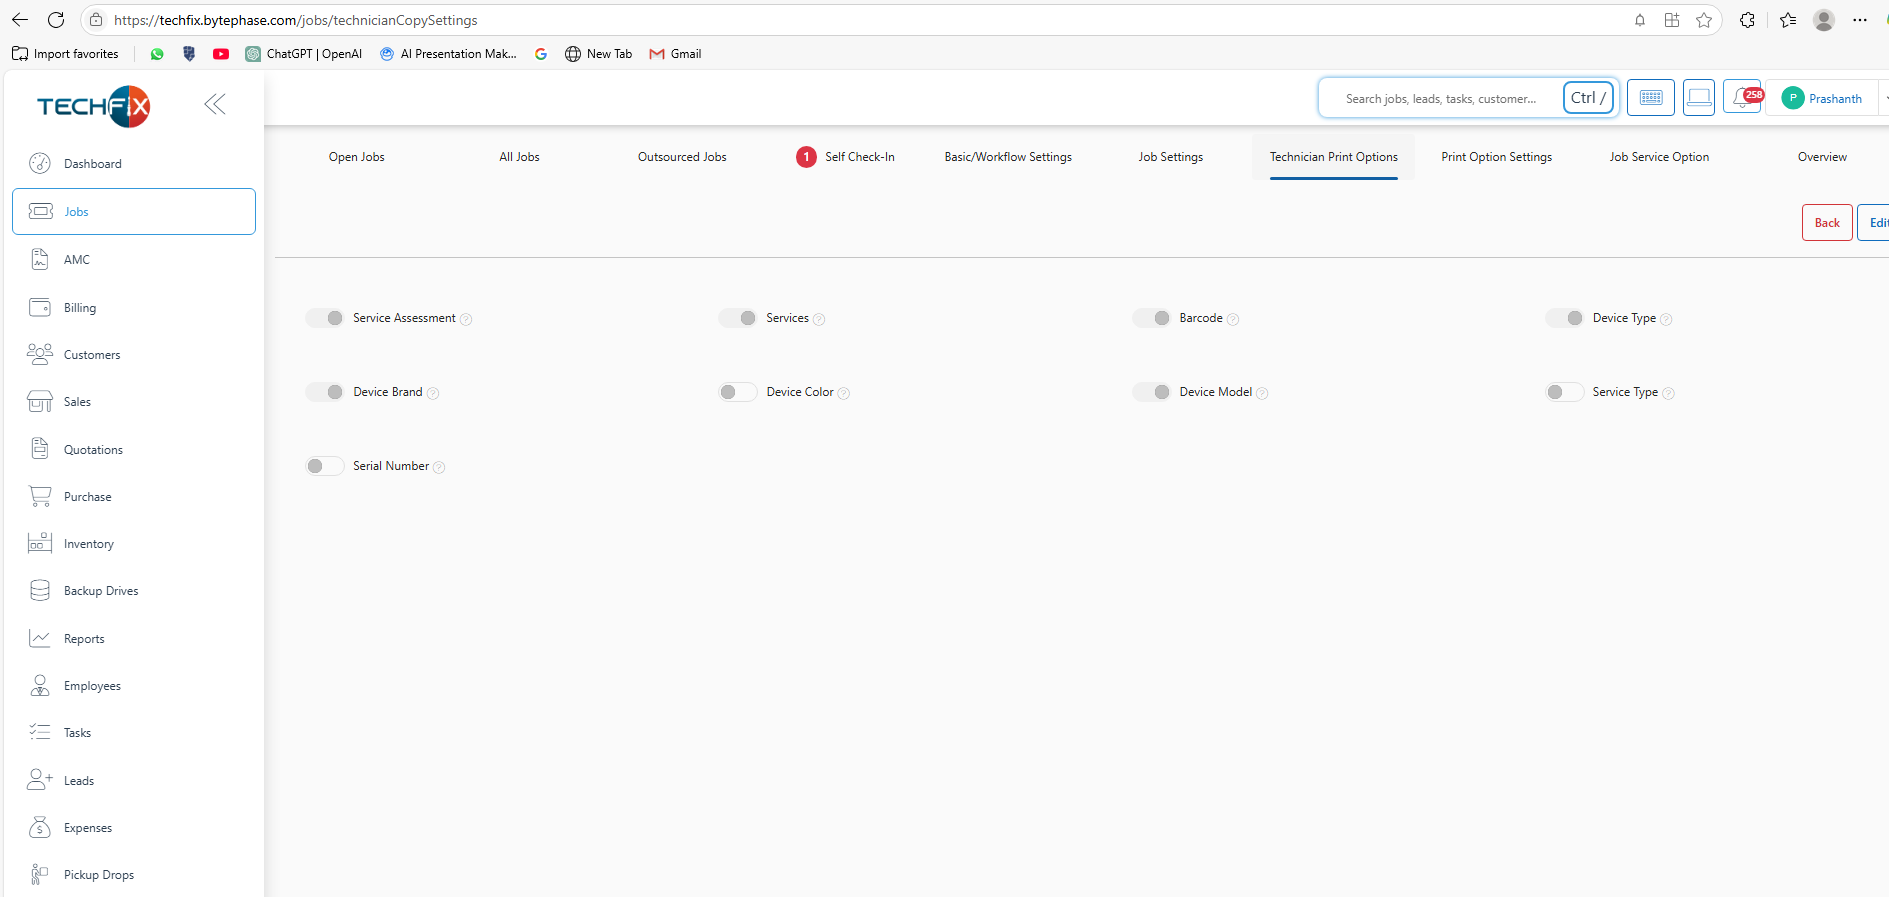 https://techfix.bytephase.com/jobs/technicianCopySettings
Import favorites
ChatGPT | OpenAI
AI Presentation Mak...
New Tab
Gmail
TECHFIX
Search jobs, leads, tasks, customer...
Ctrl /
258
P
Prashanth
Open Jobs
All Jobs
Outsourced Jobs
1
Self Check-In
Basic/Workflow Settings
Job Settings
Technician Print Options
Print Option Settings
Job Service Option
Overview
Back
Edit
Dashboard
Jobs
AMC
Billing
Customers
Sales
Quotations
Purchase
Inventory
Backup Drives
Reports
Employees
Tasks
Leads
Expenses
Pickup Drops
Service Assessment
Services
Barcode
Device Type
Device Brand
Device Color
Device Model
Service Type
Serial Number